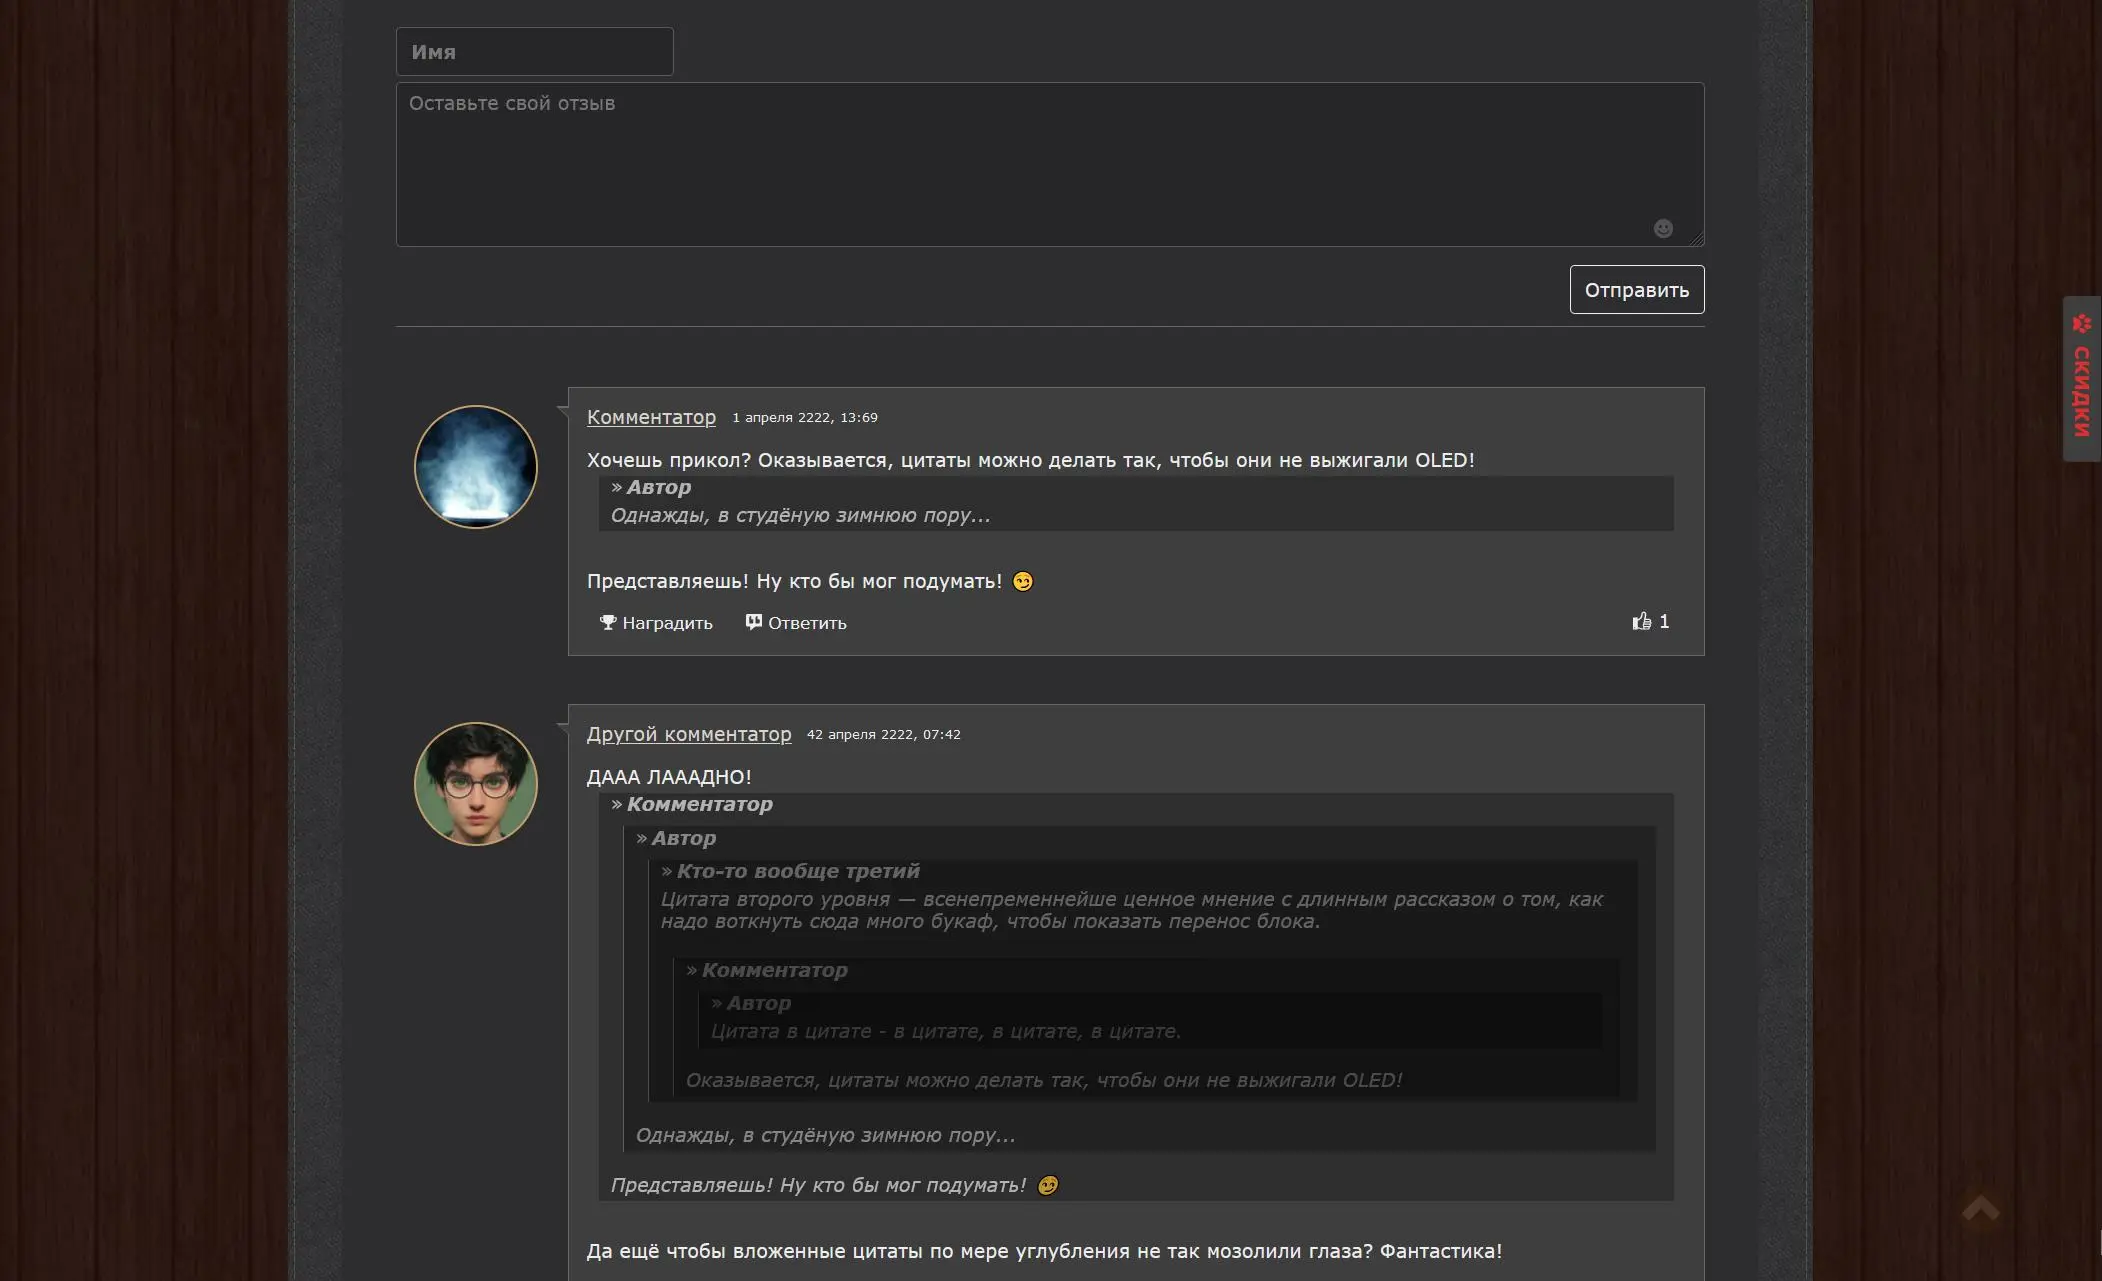 Имя
Оставьте свой отзыв
Отправить
СКИДКИ
Комментатор 1 апреля 2222, 13:69
Хочешь прикол? Оказывается, цитаты можно делать так, чтобы они не выжигали OLED!
» Автор
Однажды, в студёную зимнюю пору...
Представляешь! Ну кто бы мог подумать! 😏
Наградить Ответить 1
Другой комментатор 42 апреля 2222, 07:42
ДААА ЛАААДНО!
» Комментатор
» Автор
» Кто-то вообще третий
Цитата второго уровня — всенепременнейше ценное мнение с длинным рассказом о том, как
надо воткнуть сюда много букаф, чтобы показать перенос блока.
» Комментатор
» Автор
Цитата в цитате - в цитате, в цитате, в цитате.
Оказывается, цитаты можно делать так, чтобы они не выжигали OLED!
Однажды, в студёную зимнюю пору...
Представляешь! Ну кто бы мог подумать! 😏
Да ещё чтобы вложенные цитаты по мере углубления не так мозолили глаза? Фантастика!